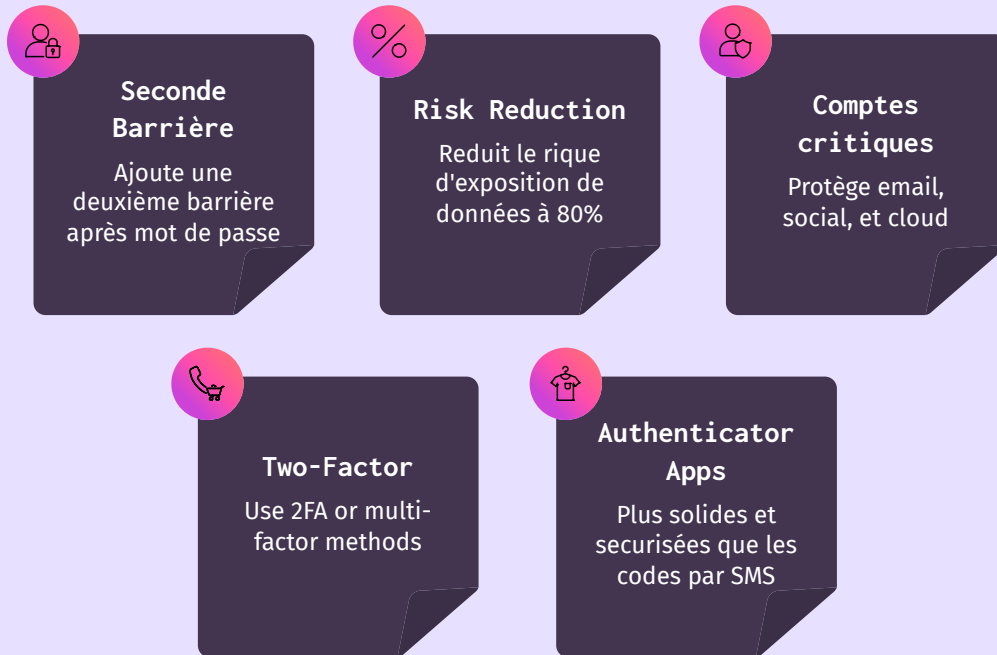 Seconde
Barrière
Ajoute une
deuxième barrière
après mot de passe
Risk Reduction
Reduit le rique
d'exposition de
données à 80%
Comptes
critiques
Protège email,
social, et cloud
Two-Factor
Use 2FA or multi-
factor methods
Authenticator
Apps
Plus solides et
securisées que les
codes par SMS